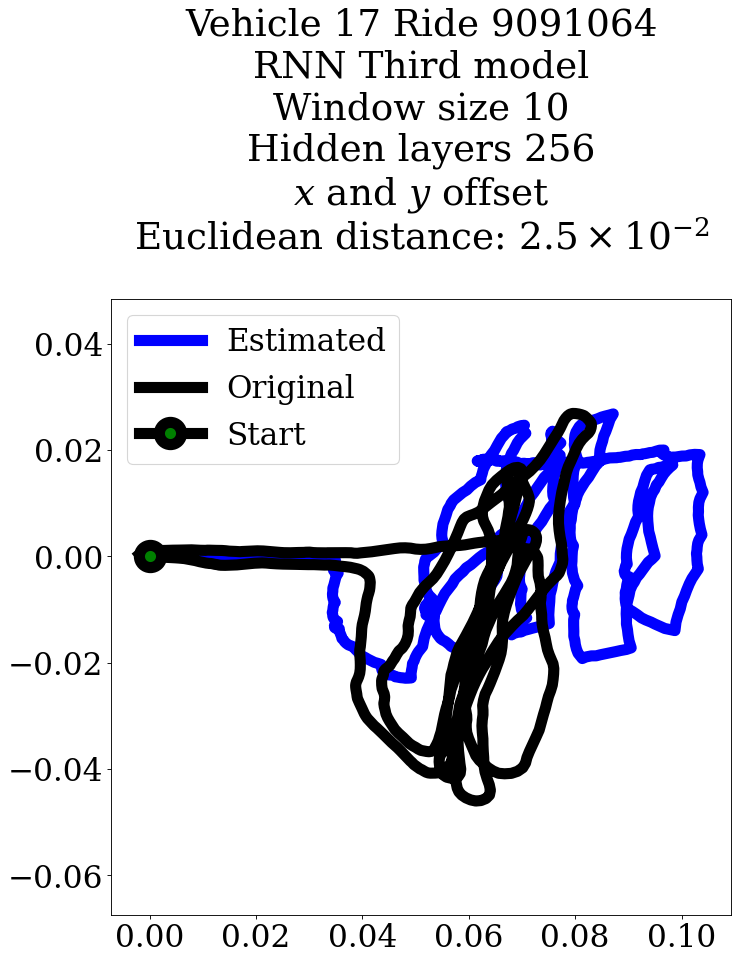 Vehicle 17 Ride 9091064
RNN Third model
Window size 10
Hidden layers 256
x and y offset
Euclidean distance: 2.5 × 10⁻²
Estimated
Original
Start
0.04
0.02
0.00
−0.02
−0.04
−0.06
0.00 0.02 0.04 0.06 0.08 0.10